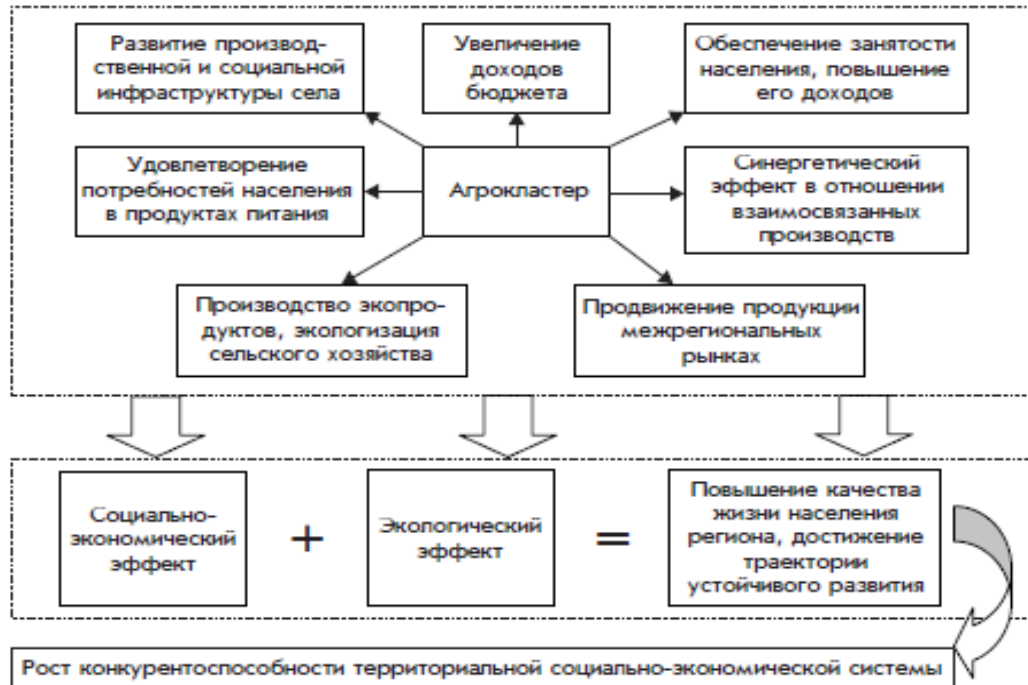 Развитие производ-
ственной и социальной
инфраструктуры села
Увеличение
доходов
бюджета
Обеспечение занятости
населения, повышение
его доходов
Удовлетворение
потребностей населения
в продуктах питания
Агрокластер
Синергетический
эффект в отношении
взаимосвязанных
производств
Производство экопро-
дуктов, экологизация
сельского хозяйства
Продвижение продукции
межрегиональных
рынках
Социально-
экономический
эффект
+
Экологический
эффект
=
Повышение качества
жизни населения
региона, достижение
траектории
устойчивого развития
Рост конкурентоспособности территориальной социально-экономической системы